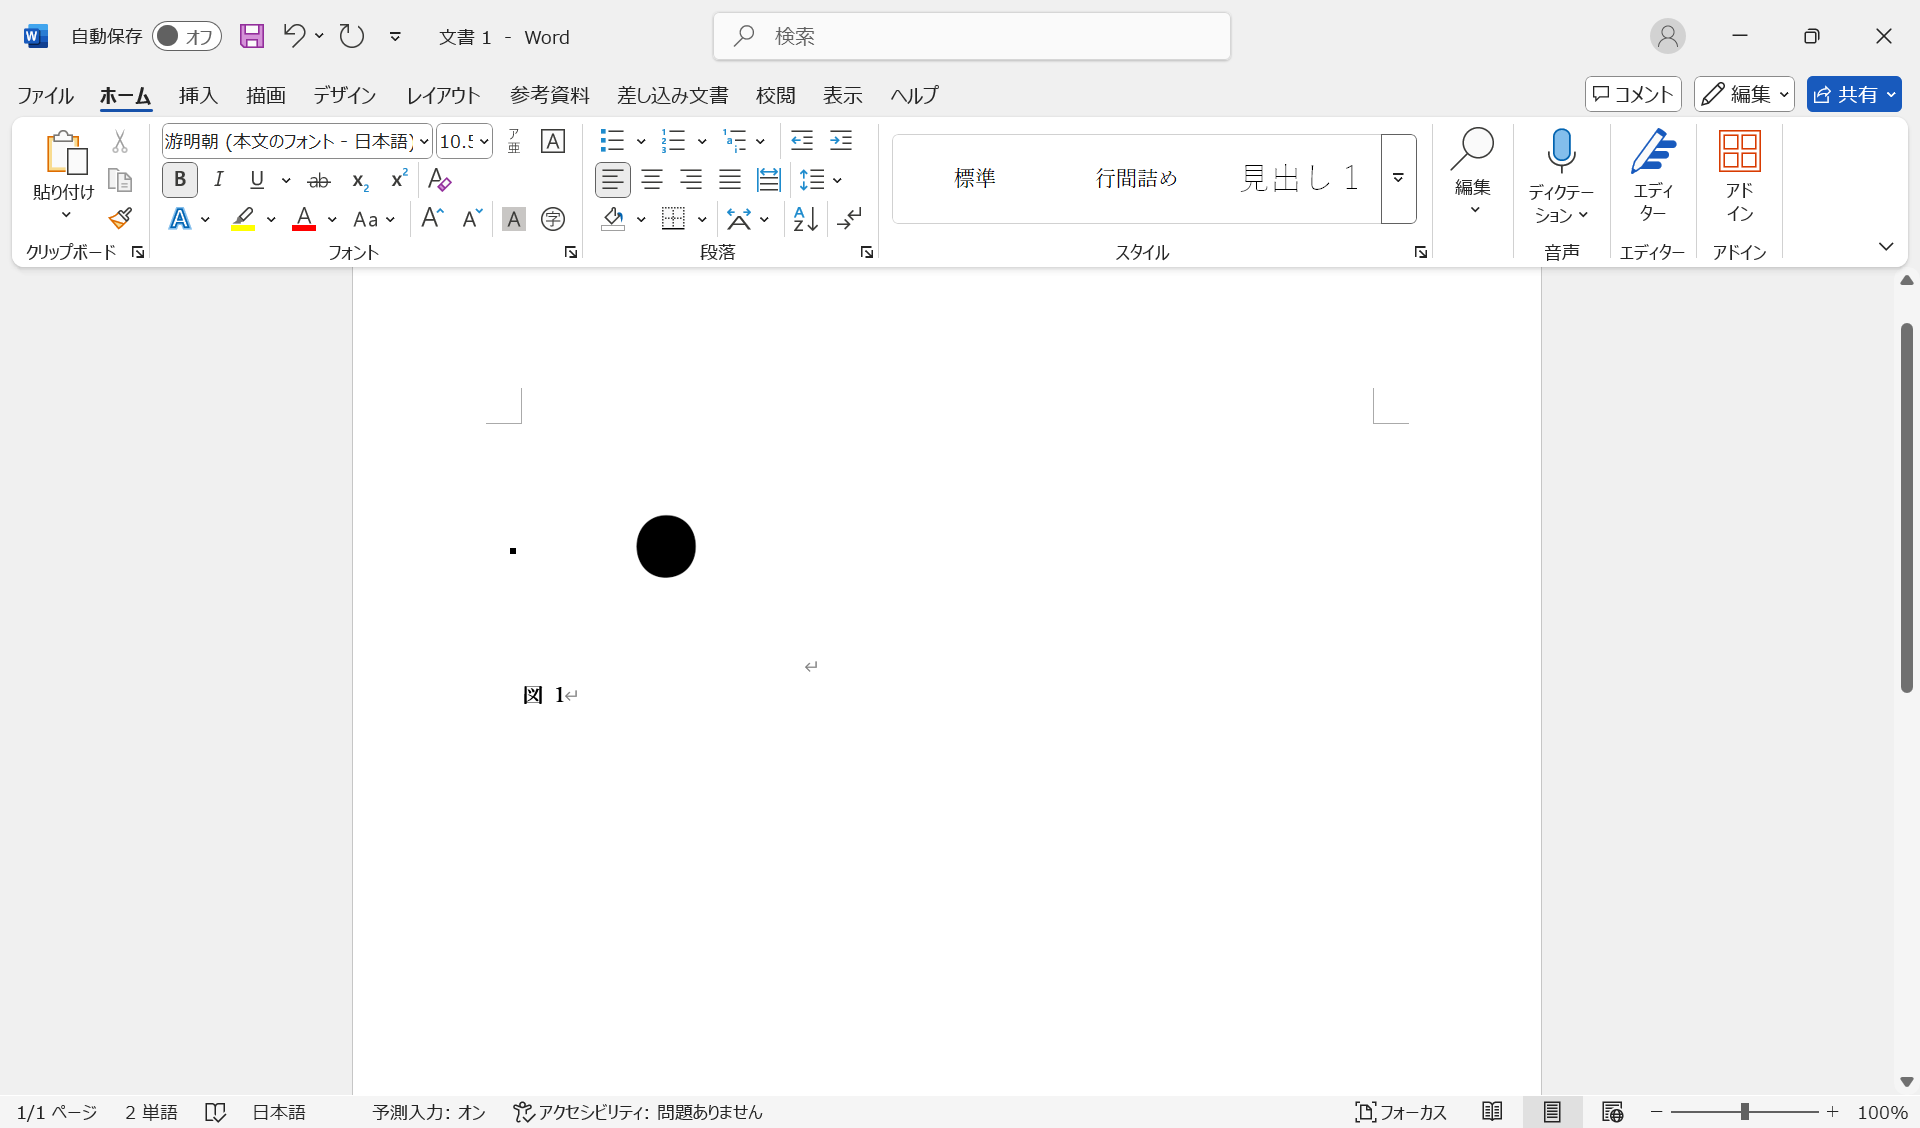 自動保存 オフ 文書 1 - Word 検索
ファイル ホーム 挿入 描画 デザイン レイアウト 参考資料 差し込み文書 校閲 表示 ヘルプ コメント 編集 共有
貼り付け
クリップボード
游明朝 (本文のフォント - 日本語) 10.5 ア亜 A
B I U ab x₂ x² A
A A Aa A A A 字
フォント
段落
標準 行間詰め 見出し 1
スタイル
編集
ディクテー
ション
音声
エディ
ター
エディター
アド
イン
アドイン
図 1
1/1 ページ 2 単語 日本語 予測入力: オン アクセシビリティ: 問題ありません フォーカス 100%